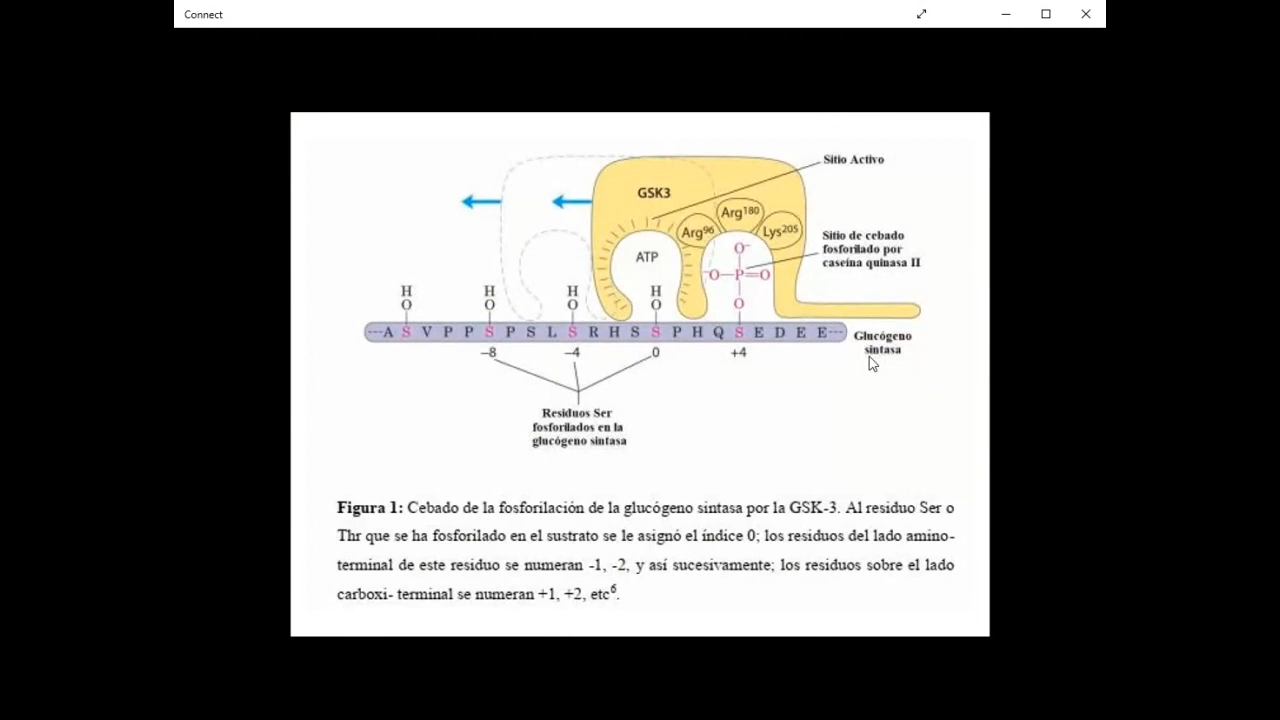 Connect
Sitio Activo
GSK3
Arg180
Arg96
Lys205
Sitio de cebado
fosforilado por
caseína quinasa II
ATP
O⁻
⁻O—P=O
O
H H H H
O O O O
---A S V P P S P S L S R H S S P H Q S E D E E---
Glucógeno
sintasa
–8 –4 0 +4
Residuos Ser
fosforilados en la
glucógeno sintasa
Figura 1: Cebado de la fosforilación de la glucógeno sintasa por la GSK-3. Al residuo Ser o
Thr que se ha fosforilado en el sustrato se le asignó el índice 0; los residuos del lado amino-
terminal de este residuo se numeran -1, -2, y así sucesivamente; los residuos sobre el lado
carboxi- terminal se numeran +1, +2, etc⁶.